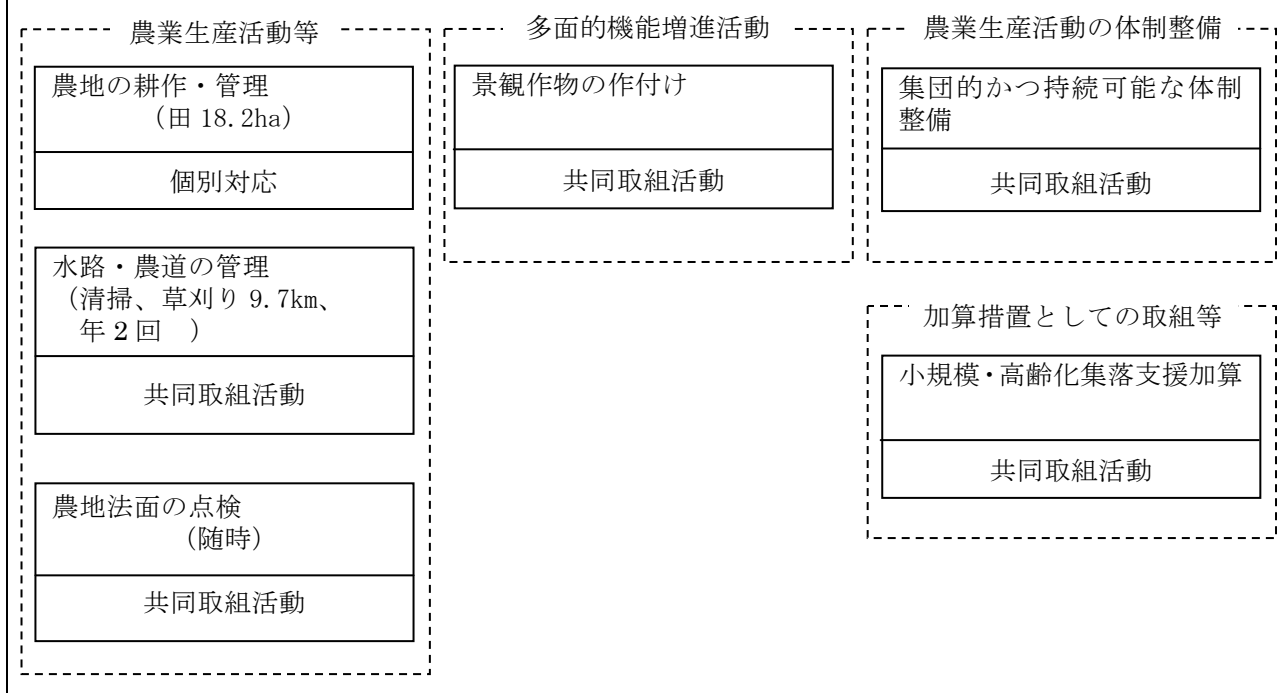 農業生産活動等
農地の耕作・管理
(田 18.2ha)
個別対応
水路・農道の管理
(清掃、草刈り 9.7km、
年2回 )
共同取組活動
農地法面の点検
(随時)
共同取組活動
多面的機能増進活動
景観作物の作付け
共同取組活動
農業生産活動の体制整備
集団的かつ持続可能な体制
整備
共同取組活動
加算措置としての取組等
小規模・高齢化集落支援加算
共同取組活動